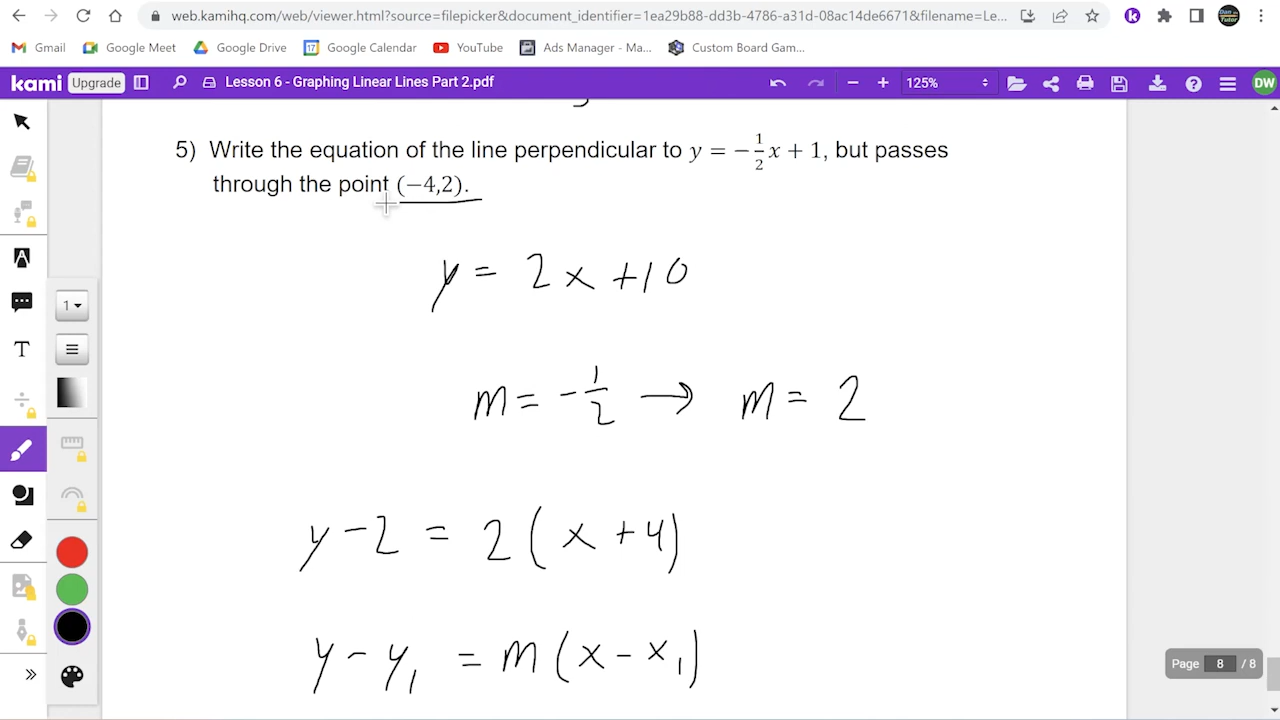 web.kamihq.com/web/viewer.html?source=filepicker&document_identifier=1ea29b88-dd3b-4786-a31d-08ac14de6671&filename=Le...
Gmail Google Meet Google Drive Google Calendar YouTube Ads Manager - Ma... Custom Board Gam...
kami Upgrade Lesson 6 - Graphing Linear Lines Part 2.pdf 125% DW
5) Write the equation of the line perpendicular to y = −1/2x + 1, but passes
through the point (−4,2).
y = 2x + 10
1
m = -1/2 → m = 2
T
y - 2 = 2(x + 4)
y - y₁ = m(x - x₁)
Page 8 / 8